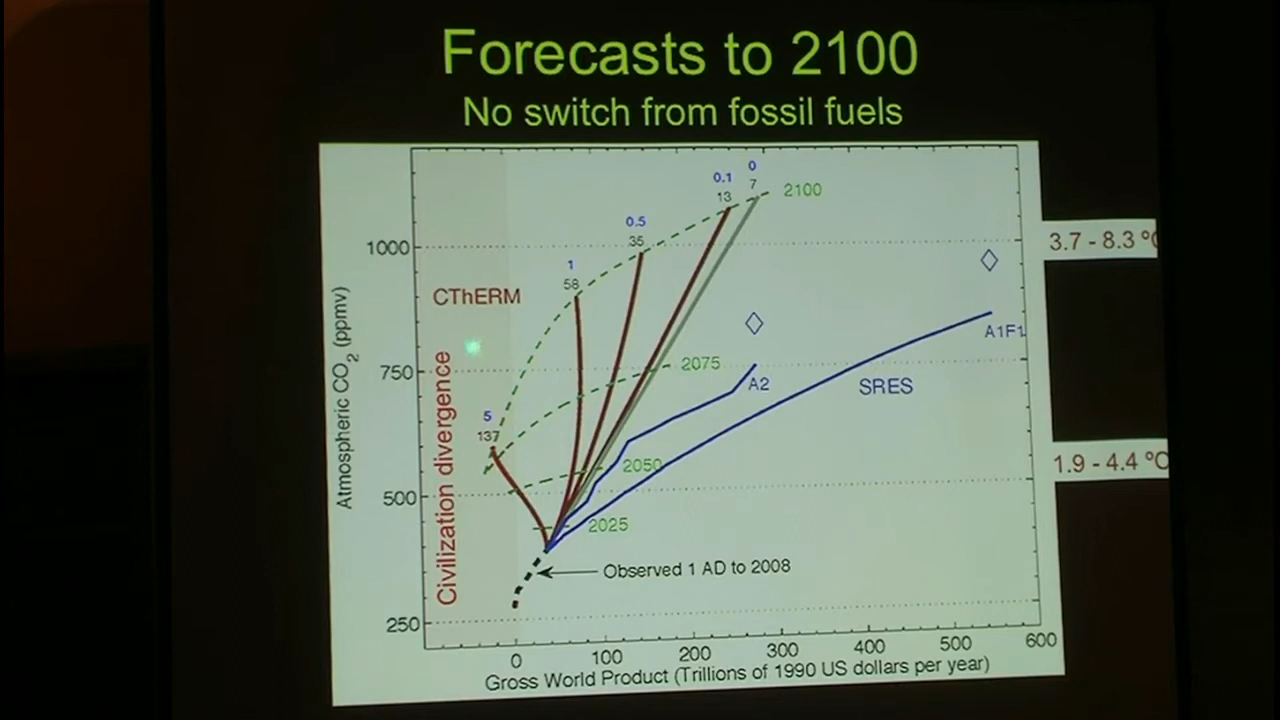 Forecasts to 2100
No switch from fossil fuels
0
0.1
7
2100
13
0.5
35
1000
3.7 - 8.3 º
1
58
CThERM
A1F1
2075
750
A2
SRES
5
137
Civilization divergence
Atmospheric CO2 (ppmv)
2050
1.9 - 4.4 ºC
500
2025
Observed 1 AD to 2008
250
0
100
200
300
400
500
600
Gross World Product (Trillions of 1990 US dollars per year)